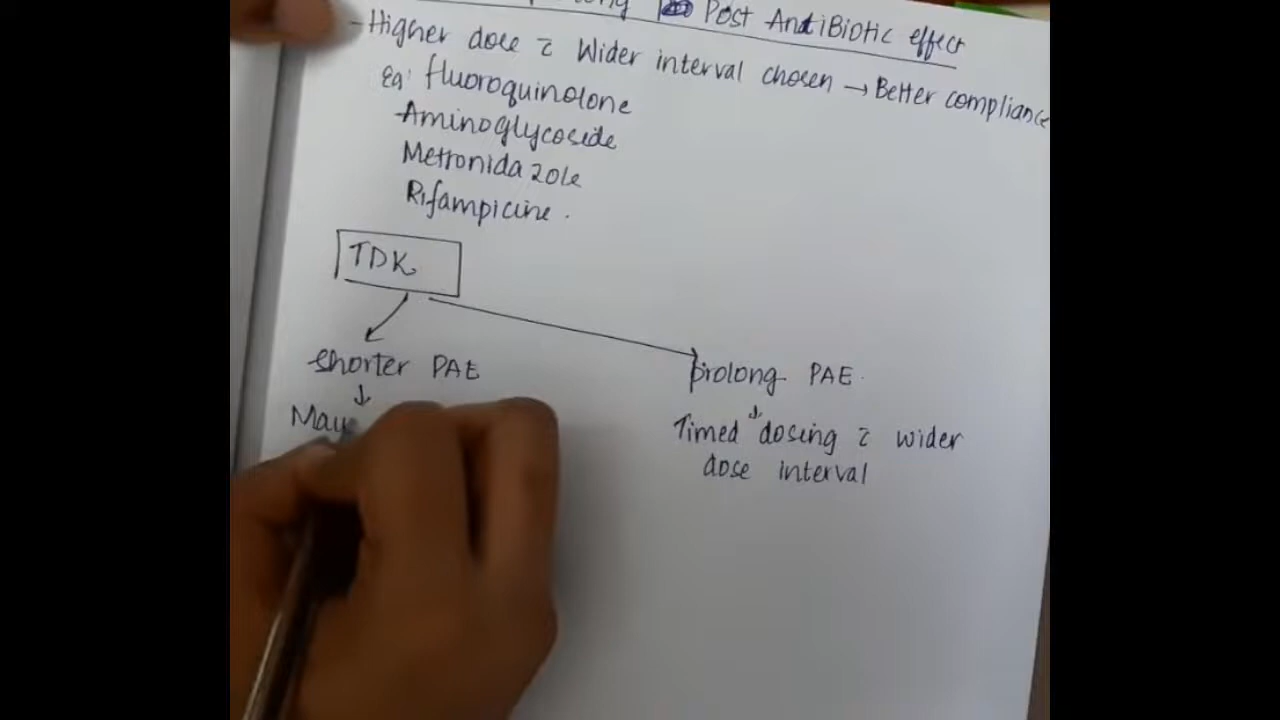 Post AntiBiotic effect
- Higher dose c̄ Wider interval chosen → Better compliance
Eg: fluoroquinolone
Aminoglycoside
Metronidazole
Rifampicine.
TDK
shorter PAE
prolong PAE
↓
↓
May
Timed dosing c̄ wider
dose interval